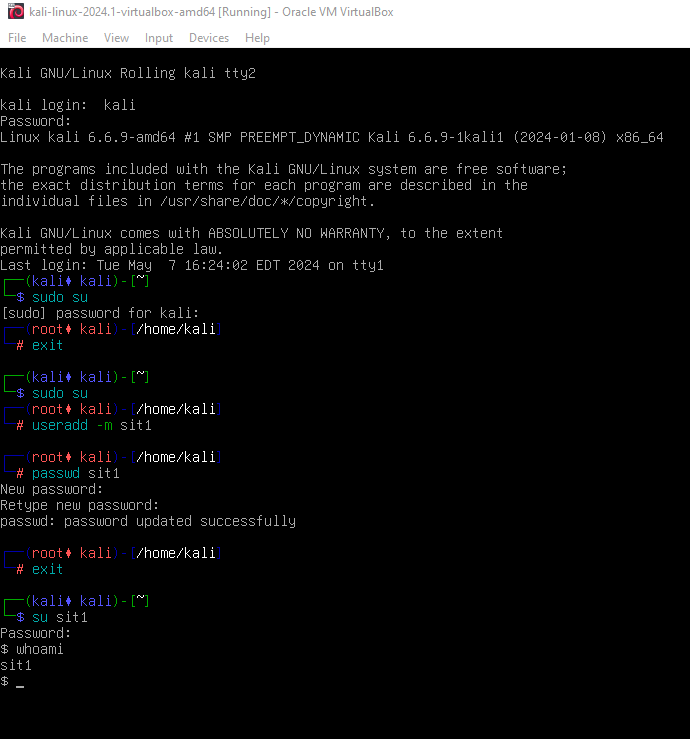 kali-linux-2024.1-virtualbox-amd64 [Running] - Oracle VM VirtualBox
File Machine View Input Devices Help
Kali GNU/Linux Rolling kali tty2
kali login:  kali
Password:
Linux kali 6.6.9-amd64 #1 SMP PREEMPT_DYNAMIC Kali 6.6.9-1kali1 (2024-01-08) x86_64
The programs included with the Kali GNU/Linux system are free software;
the exact distribution terms for each program are described in the
individual files in /usr/share/doc/*/copyright.
Kali GNU/Linux comes with ABSOLUTELY NO WARRANTY, to the extent
permitted by applicable law.
Last login: Tue May  7 16:24:02 EDT 2024 on tty1
┌──(kali♦ kali)-[~]
└─$ sudo su
[sudo] password for kali:
┌──(root♦ kali)-[/home/kali]
└─# exit
┌──(kali♦ kali)-[~]
└─$ sudo su
┌──(root♦ kali)-[/home/kali]
└─# useradd -m sit1
┌──(root♦ kali)-[/home/kali]
└─# passwd sit1
New password:
Retype new password:
passwd: password updated successfully
┌──(root♦ kali)-[/home/kali]
└─# exit
┌──(kali♦ kali)-[~]
└─$ su sit1
Password:
$ whoami
sit1
$ _